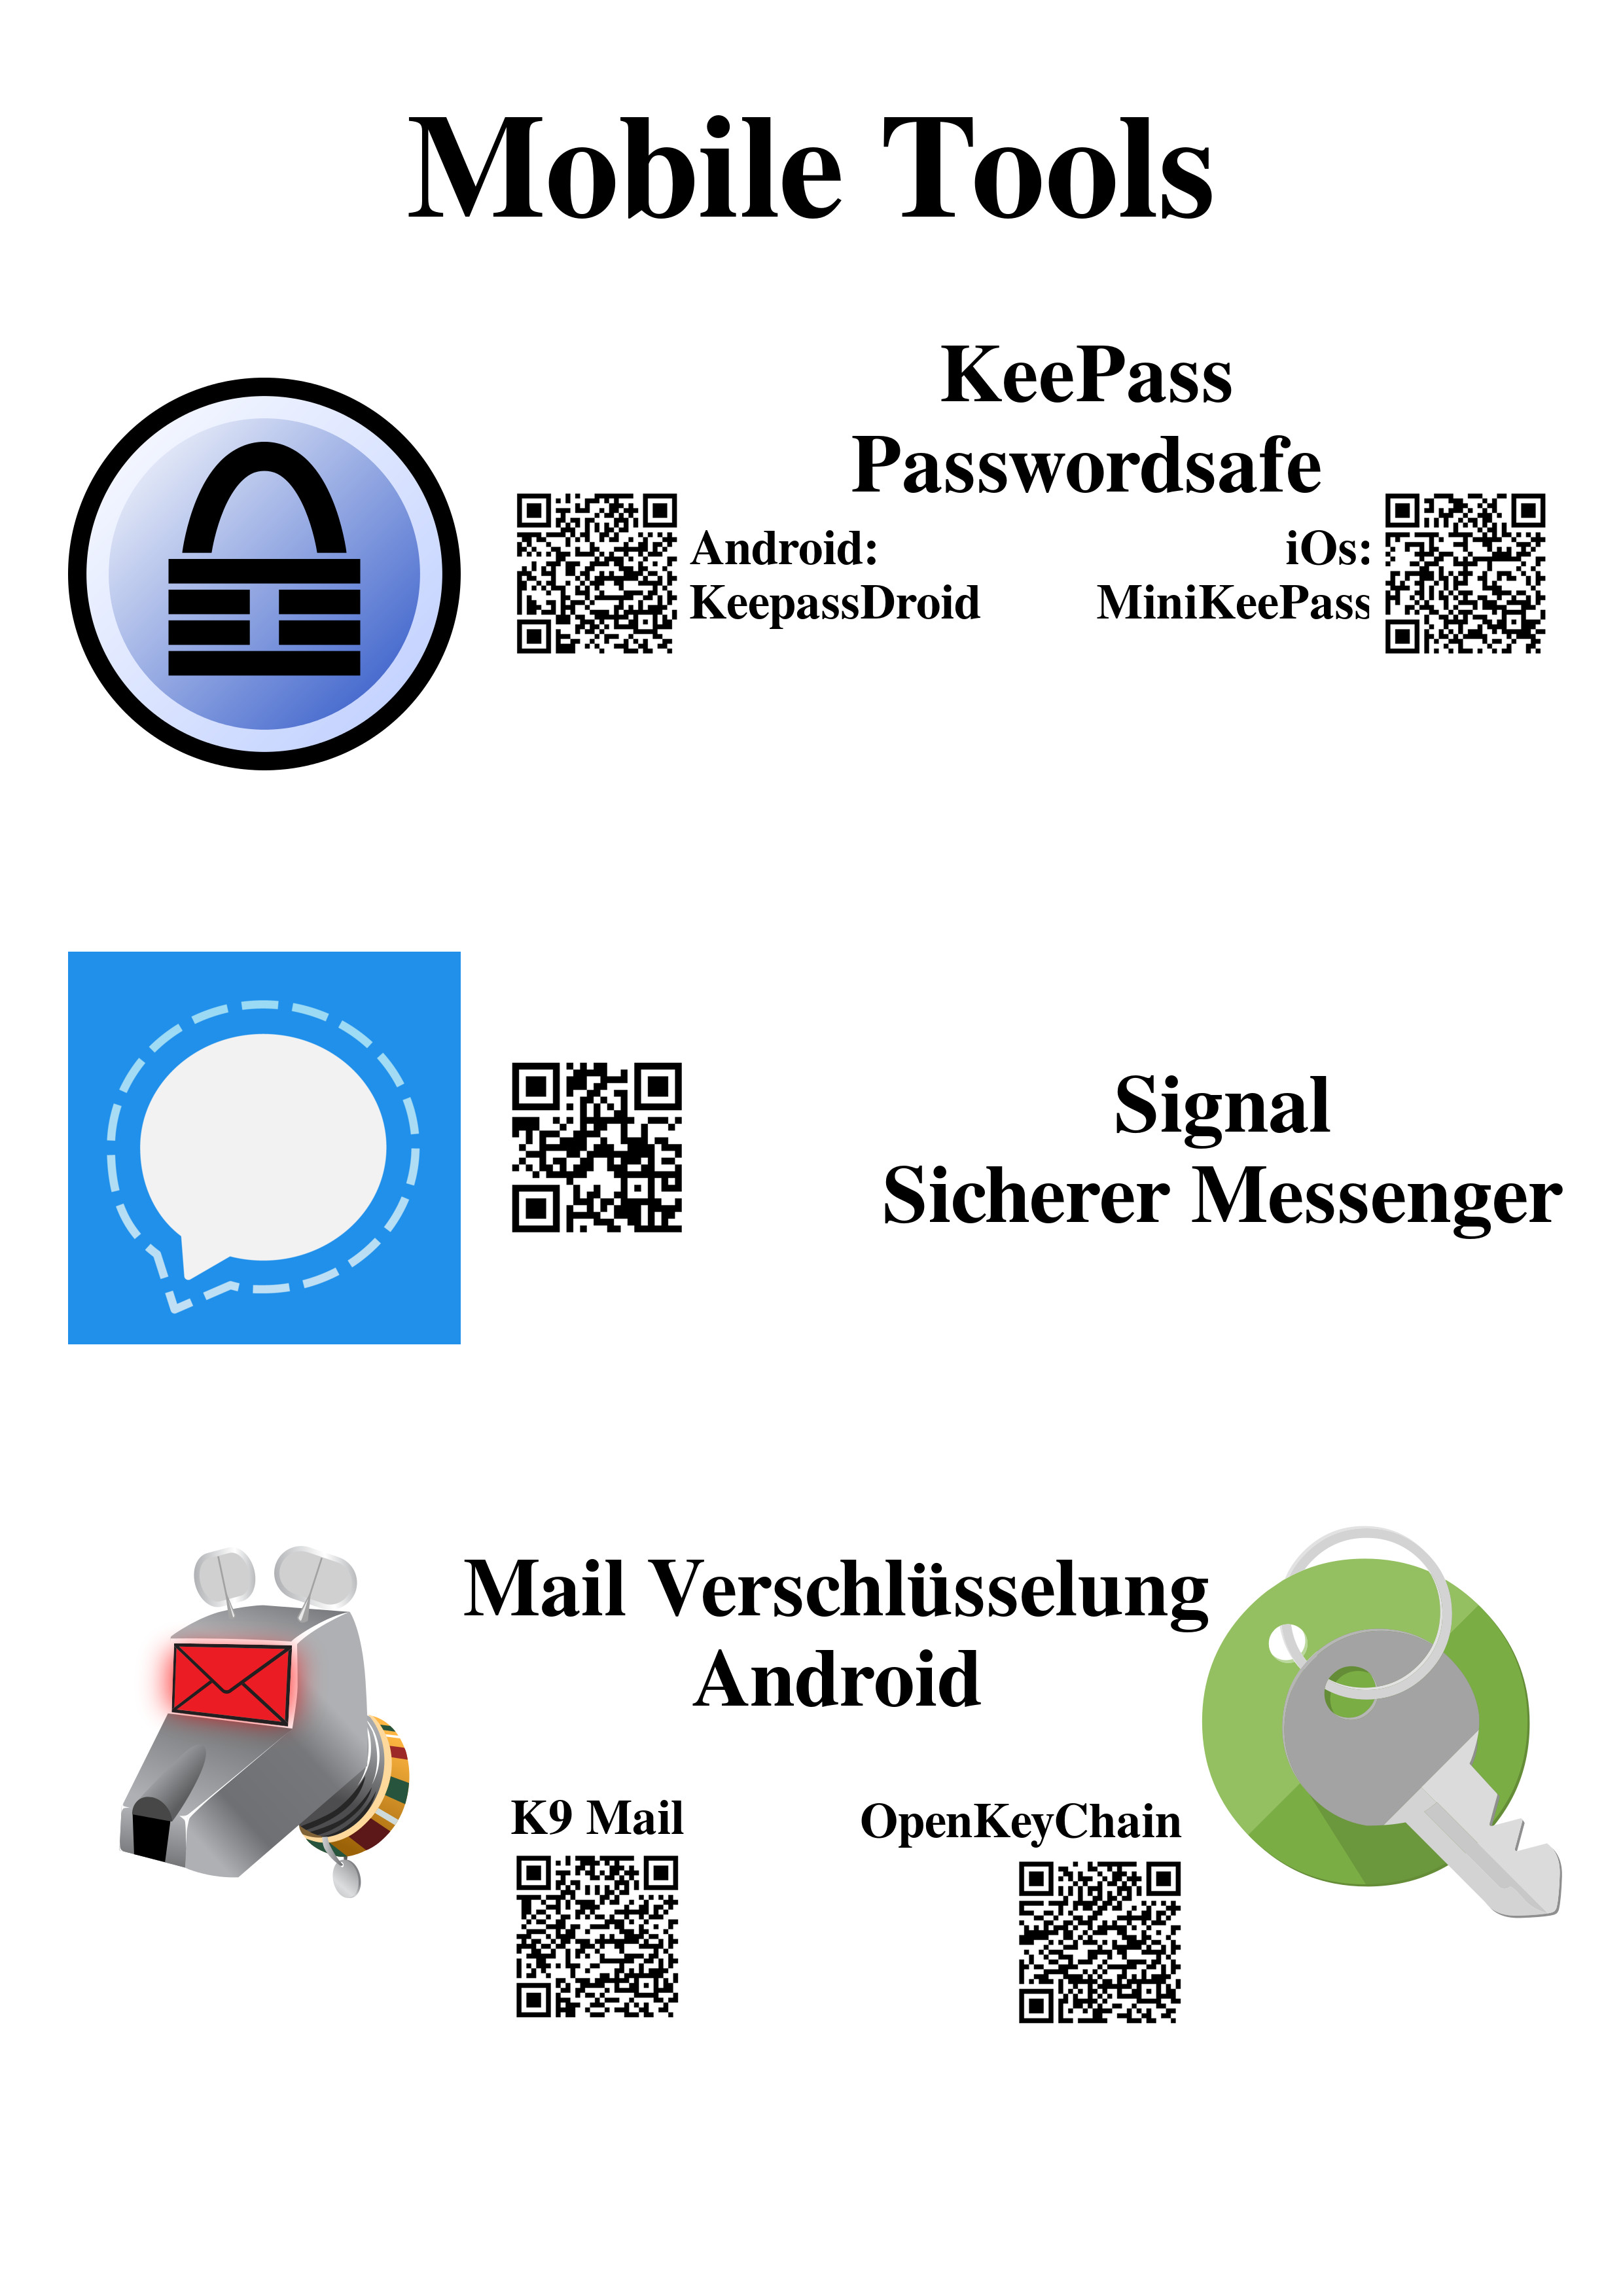 Mobile Tools
KeePass
Passwordsafe
Android:
KeepassDroid
iOs:
MiniKeePass
Signal
Sicherer Messenger
Mail Verschlüsselung
Android
K9 Mail
OpenKeyChain